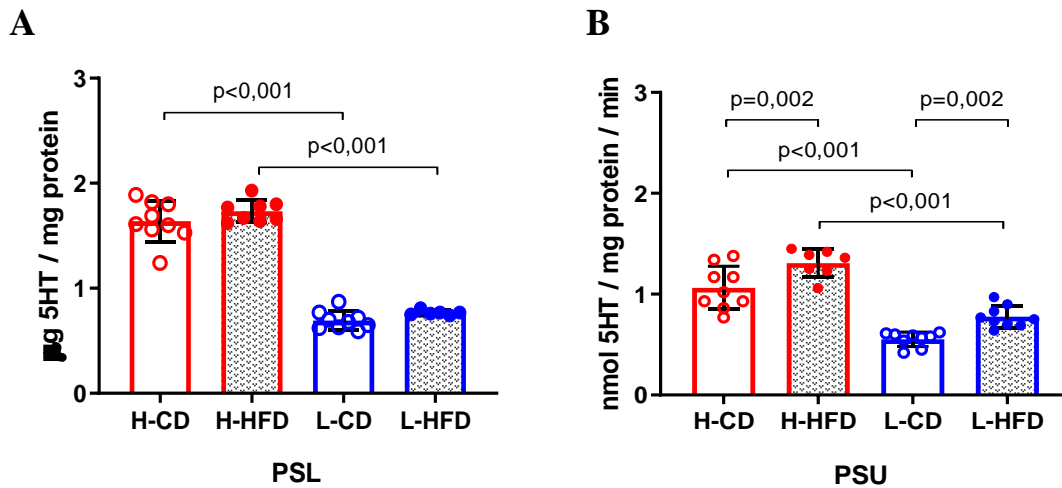 A
3
2
1
0
g 5HT / mg protein
p<0,001
p<0,001
H-CD H-HFD L-CD L-HFD
PSL
B
3
2
1
0
nmol 5HT / mg protein / min
p=0,002 p=0,002
p<0,001
p<0,001
H-CD H-HFD L-CD L-HFD
PSU